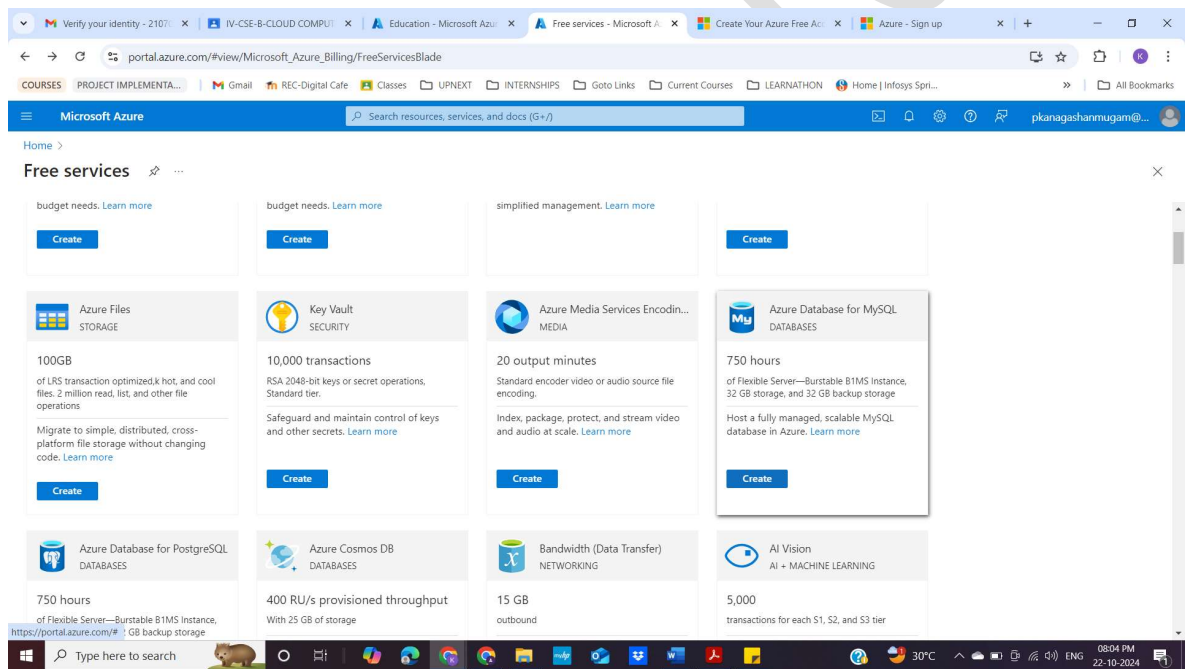 Verify your identity - 2107
IV-CSE-B-CLOUD COMPUT
Education - Microsoft Azu
Free services - Microsoft A
Create Your Azure Free Acc
Azure - Sign up
portal.azure.com/#view/Microsoft_Azure_Billing/FreeServicesBlade
K
COURSES
PROJECT IMPLEMENTA...
Gmail
REC-Digital Cafe
Classes
UPNEXT
INTERNSHIPS
Goto Links
Current Courses
LEARNATHON
Home | Infosys Spri...
»
All Bookmarks
Microsoft Azure
Search resources, services, and docs (G+/)
pkanagashanmugam@...
Home >
Free services
...
budget needs. Learn more
Create
budget needs. Learn more
Create
simplified management. Learn more
Create
Azure Files
STORAGE
100GB
of LRS transaction optimized,k hot, and cool
files. 2 million read, list, and other file
operations
Migrate to simple, distributed, cross-
platform file storage without changing
code. Learn more
Create
Key Vault
SECURITY
10,000 transactions
RSA 2048-bit keys or secret operations,
Standard tier.
Safeguard and maintain control of keys
and other secrets. Learn more
Create
Azure Media Services Encodin...
MEDIA
20 output minutes
Standard encoder video or audio source file
encoding.
Index, package, protect, and stream video
and audio at scale. Learn more
Create
My
Azure Database for MySQL
DATABASES
750 hours
of Flexible Server—Burstable B1MS Instance,
32 GB storage, and 32 GB backup storage
Host a fully managed, scalable MySQL
database in Azure. Learn more
Create
Azure Database for PostgreSQL
DATABASES
750 hours
of Flexible Server—Burstable B1MS Instance,
GB backup storage
Azure Cosmos DB
DATABASES
400 RU/s provisioned throughput
With 25 GB of storage
Bandwidth (Data Transfer)
NETWORKING
15 GB
outbound
AI Vision
AI + MACHINE LEARNING
5,000
transactions for each S1, S2, and S3 tier
https://portal.azure.com/#
Type here to search
30°C
ENG
08:04 PM
22-10-2024